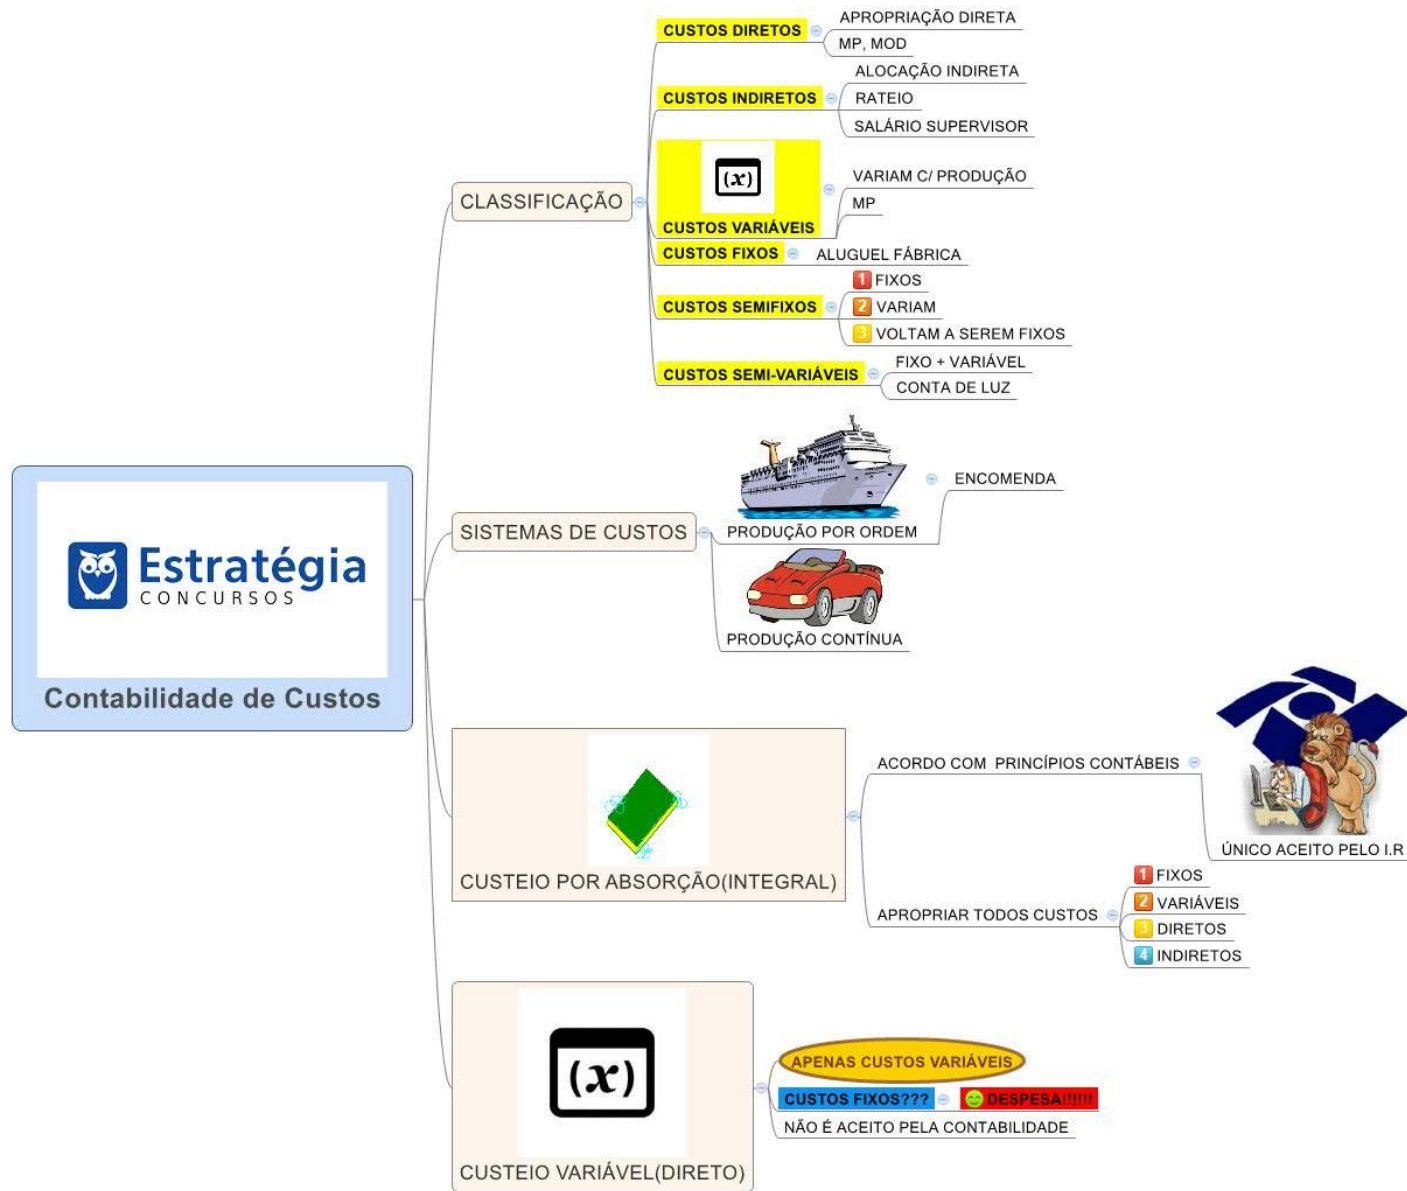 CUSTOS DIRETOS
APROPRIAÇÃO DIRETA
MP, MOD
CUSTOS INDIRETOS
ALOCAÇÃO INDIRETA
RATEIO
SALÁRIO SUPERVISOR
CLASSIFICAÇÃO
(x)
CUSTOS VARIÁVEIS
VARIAM C/ PRODUÇÃO
MP
CUSTOS FIXOS
ALUGUEL FÁBRICA
CUSTOS SEMIFIXOS
1 FIXOS
2 VARIAM
3 VOLTAM A SEREM FIXOS
CUSTOS SEMI-VARIÁVEIS
FIXO + VARIÁVEL
CONTA DE LUZ
Estratégia
CONCURSOS
Contabilidade de Custos
SISTEMAS DE CUSTOS
PRODUÇÃO POR ORDEM
ENCOMENDA
PRODUÇÃO CONTÍNUA
CUSTEIO POR ABSORÇÃO(INTEGRAL)
ACORDO COM  PRINCÍPIOS CONTÁBEIS
ÚNICO ACEITO PELO I.R
APROPRIAR TODOS CUSTOS
1 FIXOS
2 VARIÁVEIS
3 DIRETOS
4 INDIRETOS
(x)
CUSTEIO VARIÁVEL(DIRETO)
APENAS CUSTOS VARIÁVEIS
CUSTOS FIXOS???
DESPESA!!!!!!
NÃO É ACEITO PELA CONTABILIDADE